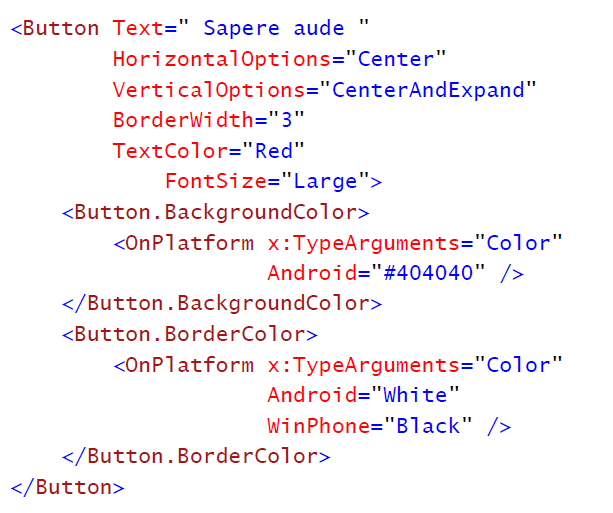 <Button Text=" Sapere aude "
        HorizontalOptions="Center"
        VerticalOptions="CenterAndExpand"
        BorderWidth="3"
        TextColor="Red"
            FontSize="Large">
    <Button.BackgroundColor>
        <OnPlatform x:TypeArguments="Color"
                    Android="#404040" />
    </Button.BackgroundColor>
    <Button.BorderColor>
        <OnPlatform x:TypeArguments="Color"
                    Android="White"
                    WinPhone="Black" />
    </Button.BorderColor>
</Button>